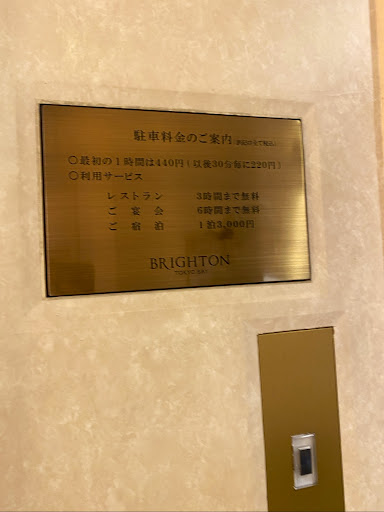 駐車料金のご案内
○最初の1時間は440円(以後30分毎に220円)
○利用サービス
レストラン 3時間まで無料
ご宴会 6時間まで無料
ご宿泊 1泊3,000円
BRIGHTON
TOKYO BAY